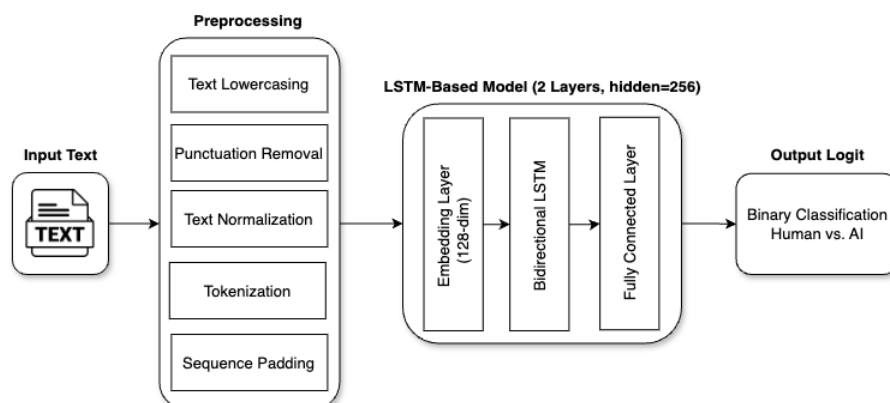 Preprocessing
Text Lowercasing
Punctuation Removal
Text Normalization
Tokenization
Sequence Padding
Input Text
TEXT
LSTM-Based Model (2 Layers, hidden=256)
Embedding Layer
(128-dim)
Bidirectional LSTM
Fully Connected Layer
Output Logit
Binary Classification
Human vs. AI